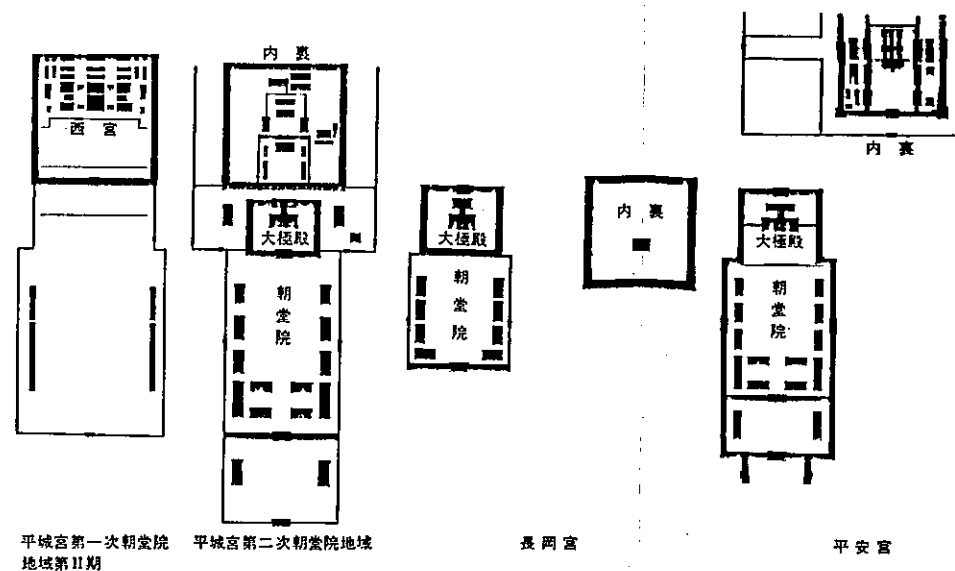 西宮
内裏
大極殿
朝堂院
大極殿
朝堂院
内裏
内裏
大極殿
朝堂院
平城宮第一次朝堂院
地域第II期
平城宮第二次朝堂院地域
長岡宮
平安宮